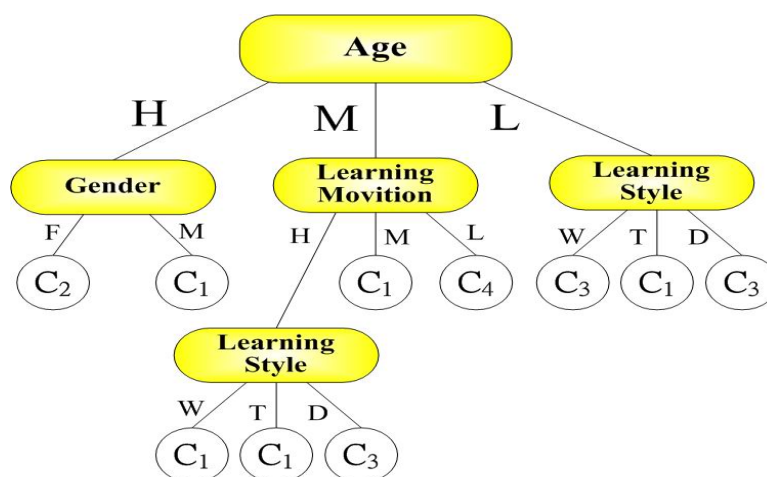 Age
H M L
Gender
Learning
Movition
Learning
Style
F M
H M L
W T D
C₂ C₁
C₁ C₄
C₃ C₁ C₃
Learning
Style
W T D
C₁ C₁ C₃